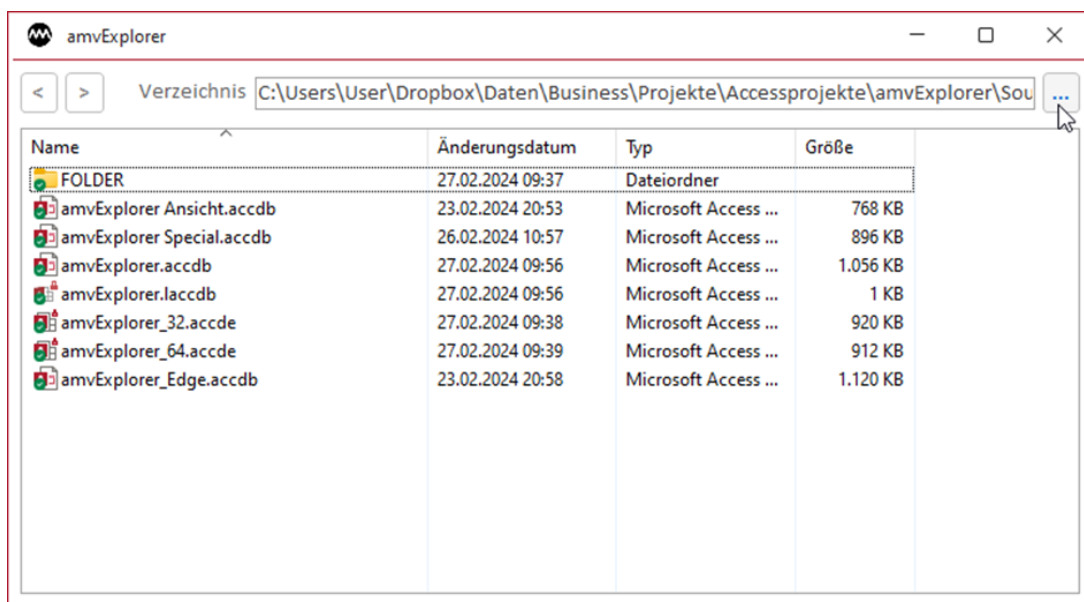 amvExplorer
< > Verzeichnis C:\Users\User\Dropbox\Daten\Business\Projekte\Accessprojekte\amvExplorer\Sou ...
Name Änderungsdatum Typ Größe
FOLDER 27.02.2024 09:37 Dateiordner
amvExplorer Ansicht.accdb 23.02.2024 20:53 Microsoft Access ... 768 KB
amvExplorer Special.accdb 26.02.2024 10:57 Microsoft Access ... 896 KB
amvExplorer.accdb 27.02.2024 09:56 Microsoft Access ... 1.056 KB
amvExplorer.laccdb 27.02.2024 09:56 Microsoft Access ... 1 KB
amvExplorer_32.accde 27.02.2024 09:38 Microsoft Access ... 920 KB
amvExplorer_64.accde 27.02.2024 09:39 Microsoft Access ... 912 KB
amvExplorer_Edge.accdb 23.02.2024 20:58 Microsoft Access ... 1.120 KB